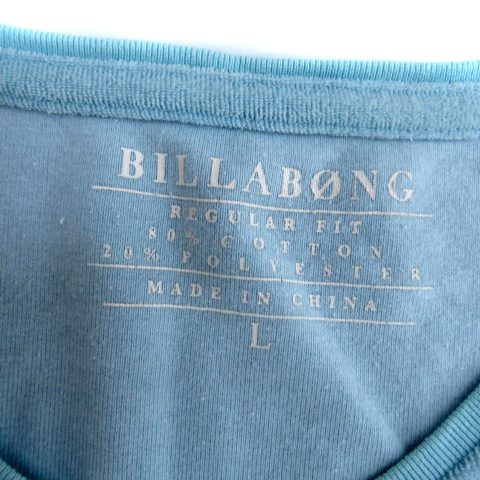 BILLABØNG
REGULAR FIT
80% COTTON
20% POLYESTER
MADE IN CHINA
L